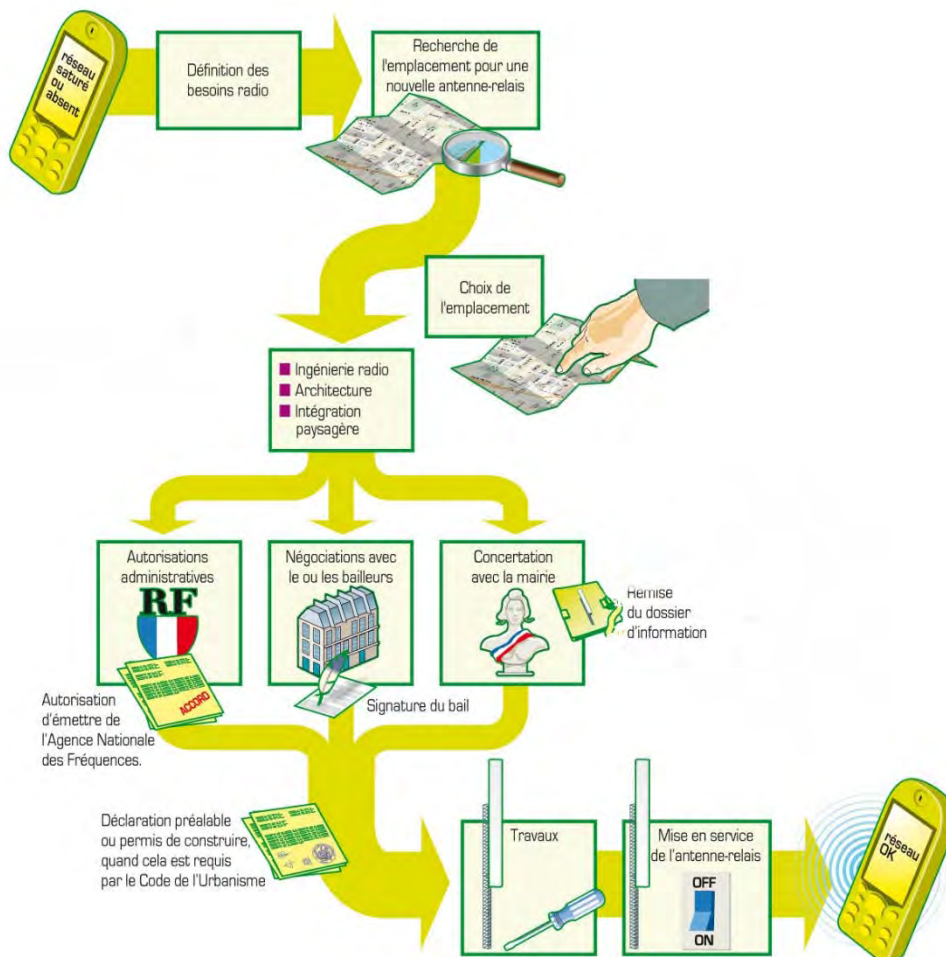 réseau
saturé
ou
absent
Définition des
besoins radio
Recherche de
l'emplacement pour une
nouvelle antenne-relais
Choix de
l'emplacement
Ingénierie radio
Architecture
Intégration
paysagère
Autorisations
administratives
RF
ACCORD
Autorisation
d'émettre de
l'Agence Nationale
des Fréquences.
Négociations avec
le ou les bailleurs
Signature du bail
Concertation
avec la mairie
Remise
du dossier
d'information
Déclaration préalable
ou permis de construire,
quand cela est requis
par le Code de l'Urbanisme
Travaux
Mise en service
de l'antenne-relais
OFF
ON
réseau
OK